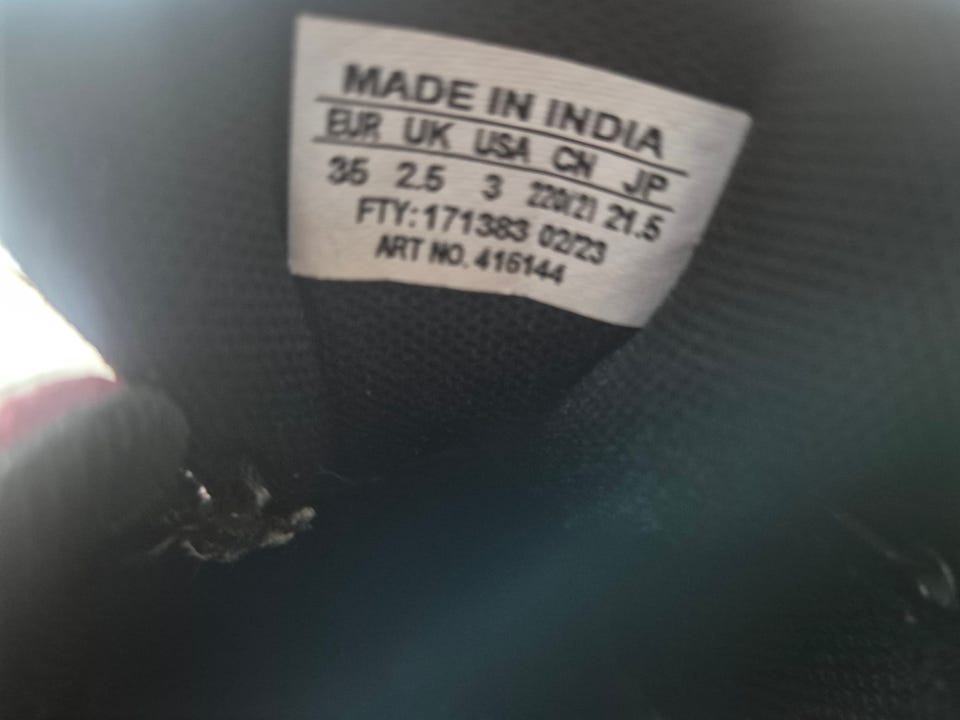 MADE IN INDIA
EUR UK USA CN JP
35 2.5 3 220(2) 21.5
FTY:171383 02/23
ART NO. 416144